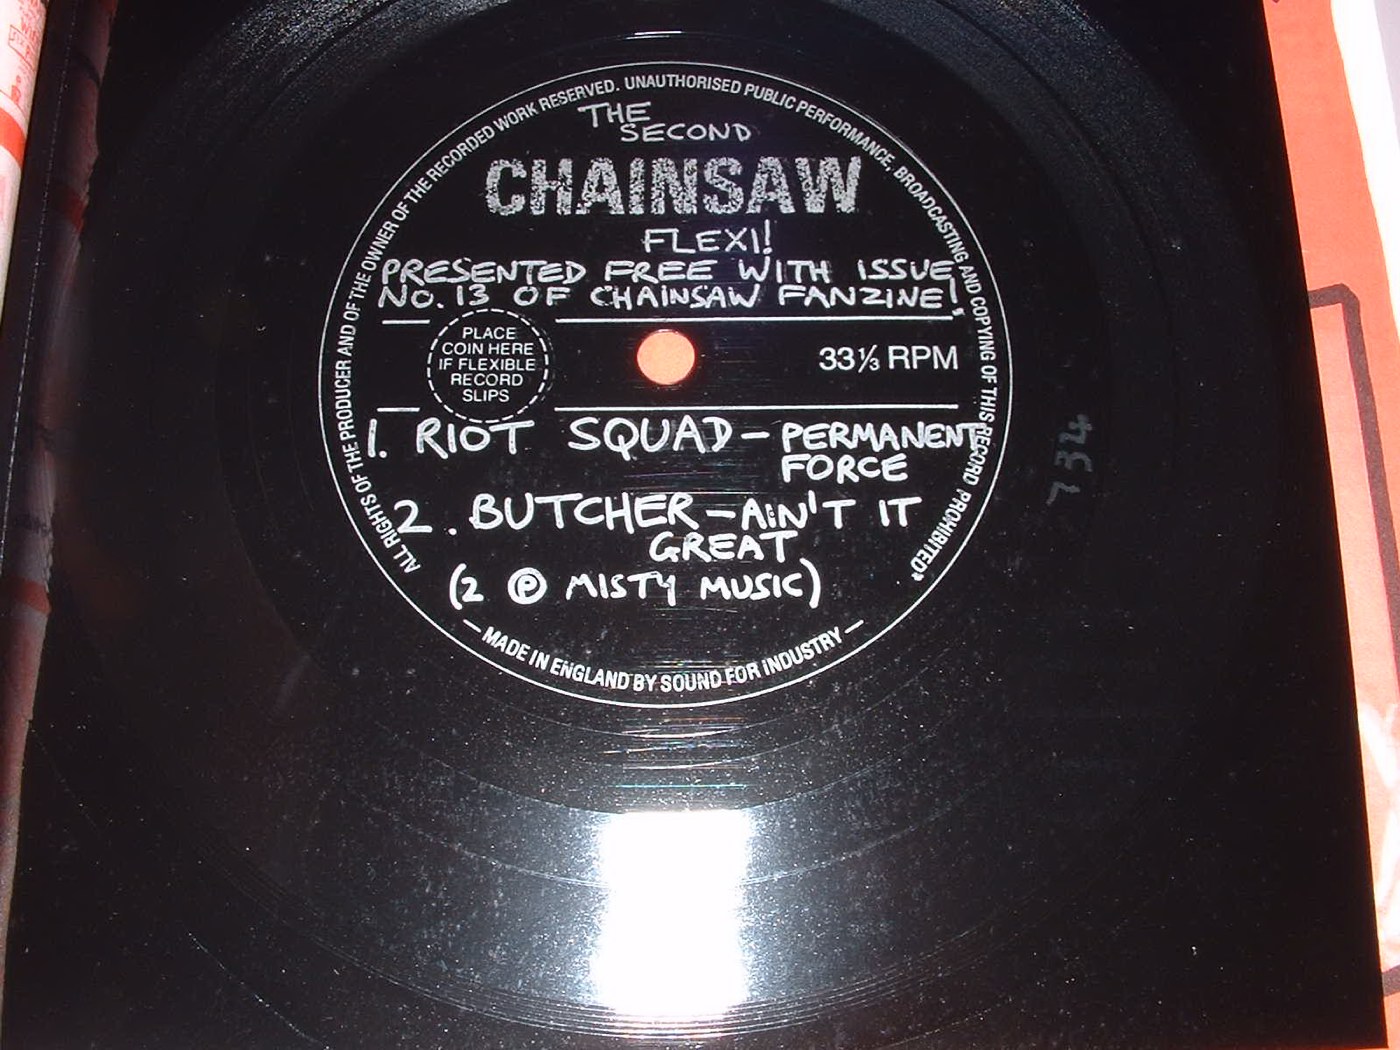 ALL RIGHTS OF THE PRODUCER AND OF THE OWNER OF THE RECORDED WORK RESERVED. UNAUTHORISED PUBLIC PERFORMANCE, BROADCASTING AND COPYING OF THIS RECORD PROHIBITED
THE
SECOND
CHAINSAW
FLEXI!
PRESENTED FREE WITH ISSUE
NO. 13 OF CHAINSAW FANZINE!
PLACE
COIN HERE
IF FLEXIBLE
RECORD
SLIPS
33⅓ RPM
1. RIOT SQUAD - PERMANENT
FORCE
2. BUTCHER - AIN'T IT
GREAT
(2 ℗ MISTY MUSIC)
— MADE IN ENGLAND BY SOUND FOR INDUSTRY —
734